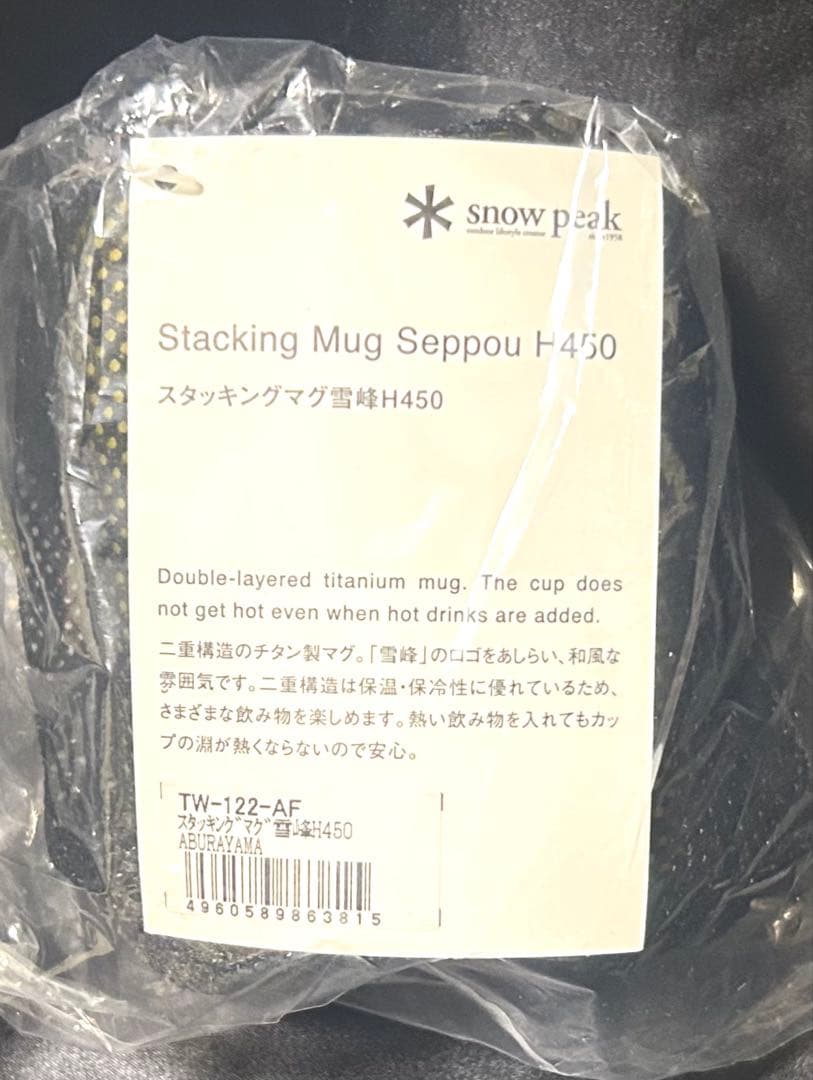 snow peak
outdoor lifestyle creator
Stacking Mug Seppou H450
スタッキングマグ雪峰H450
Double-layered titanium mug. The cup does
not get hot even when hot drinks are added.
二重構造のチタン製マグ。「雪峰」のロゴをあしらい、和風な
雰囲気です。二重構造は保温・保冷性に優れているため、
さまざまな飲み物を楽しめます。熱い飲み物を入れてもカッ
プの淵が熱くならないので安心。
TW-122-AF
ｽﾀｯｷﾝｸﾞﾏｸﾞ雪峰H450
ABURAYAMA
4960589863815